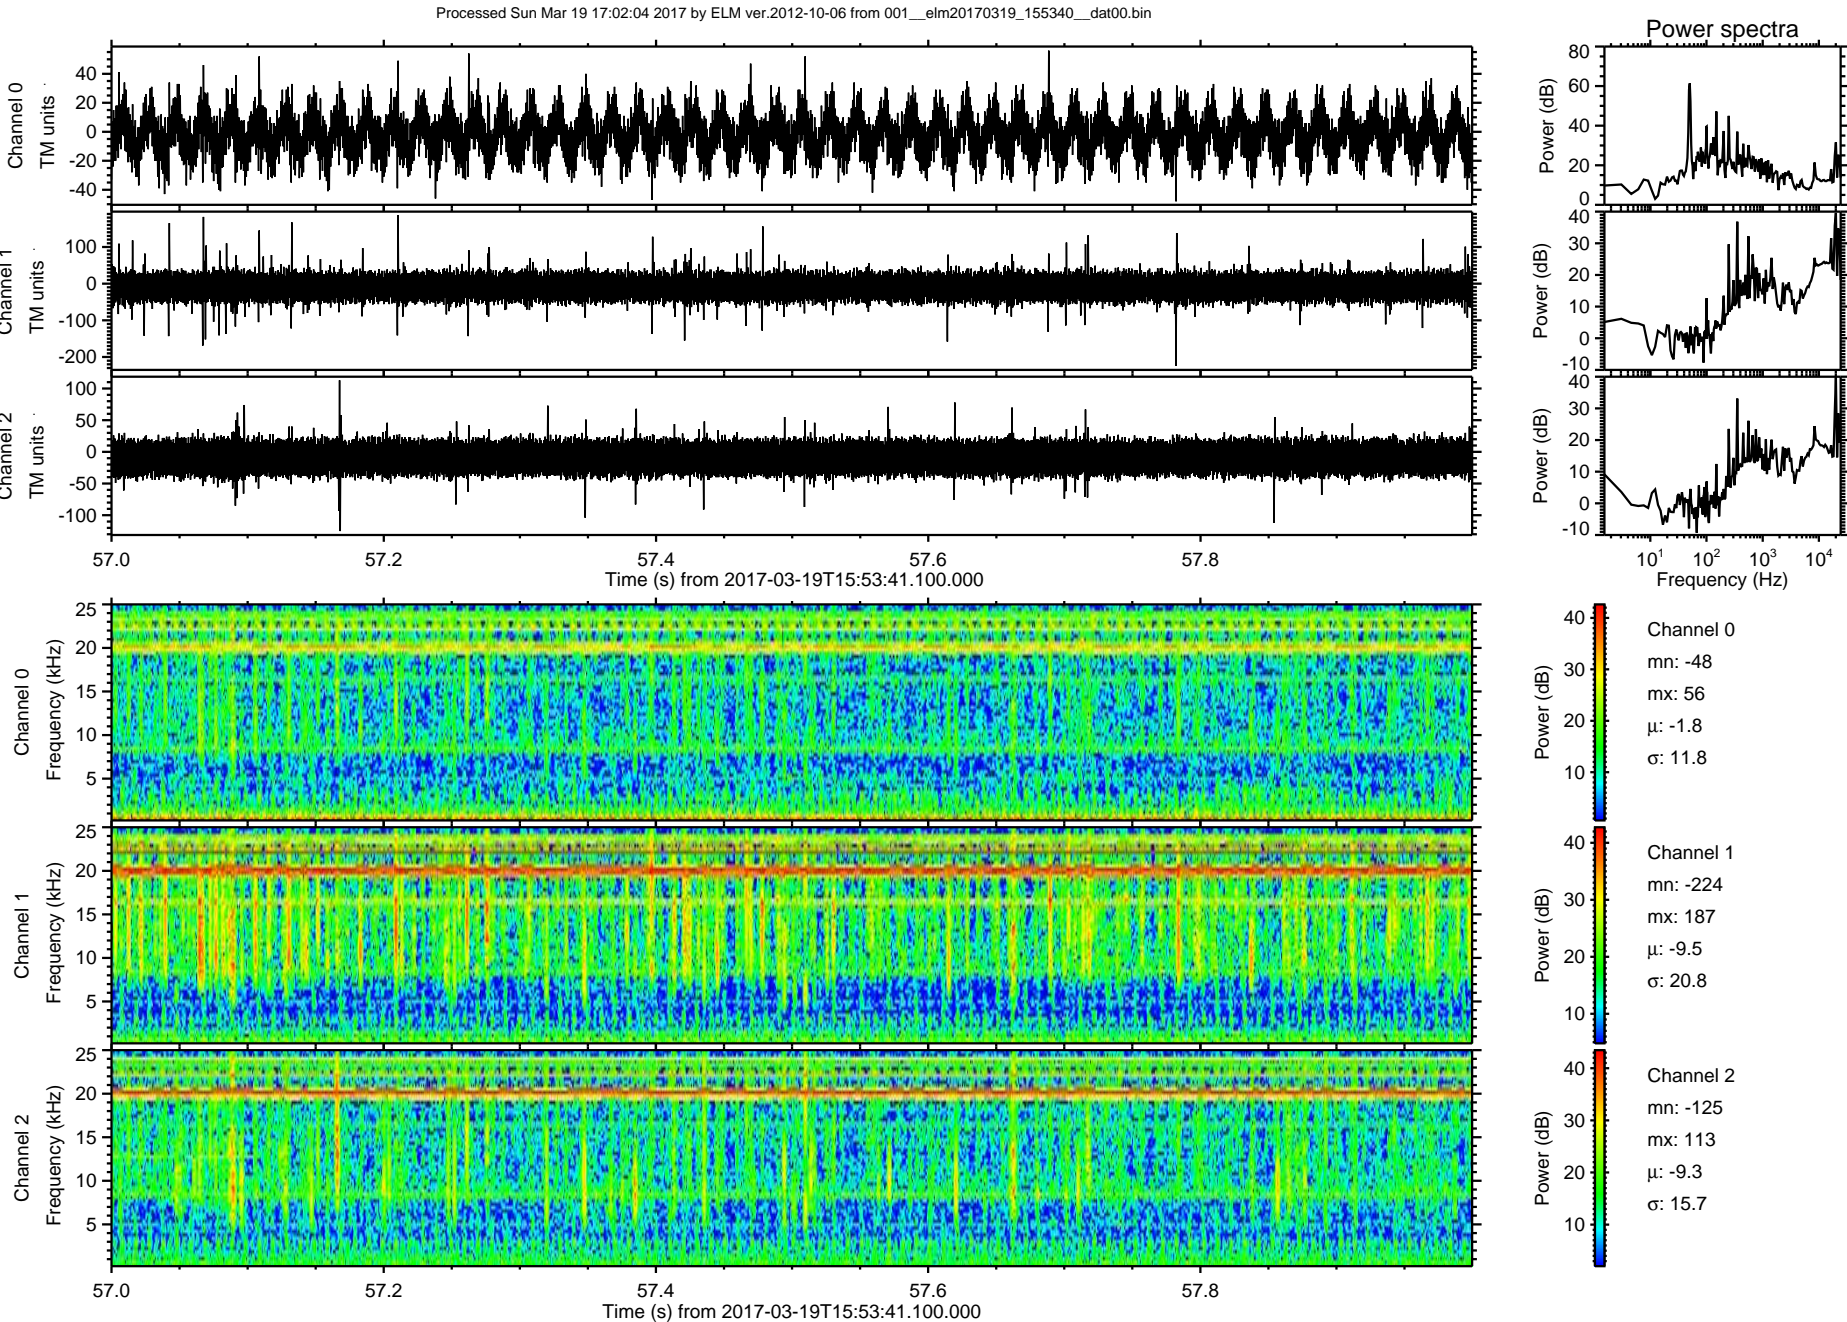 Processed Sun Mar 19 17:02:04 2017 by ELM ver.2012-10-06 from 001__elm20170319_155340__dat00.bin
Power spectra
Channel 0
TM units
40
20
0
-20
-40
Power (dB)
80
60
40
20
0
Channel 1
TM units
100
0
-100
-200
Power (dB)
40
30
20
10
0
-10
Channel 2
TM units
100
50
0
-50
-100
Power (dB)
40
30
20
10
0
-10
57.0 57.2 57.4 57.6 57.8
Time (s) from 2017-03-19T15:53:41.100.000
10¹ 10² 10³ 10⁴
Frequency (Hz)
Channel 0
Frequency (kHz)
25
20
15
10
5
Power (dB)
40
30
20
10
Channel 0
mn: -48
mx: 56
μ: -1.8
σ: 11.8
Channel 1
Frequency (kHz)
25
20
15
10
5
Power (dB)
40
30
20
10
Channel 1
mn: -224
mx: 187
μ: -9.5
σ: 20.8
Channel 2
Frequency (kHz)
25
20
15
10
5
Power (dB)
40
30
20
10
Channel 2
mn: -125
mx: 113
μ: -9.3
σ: 15.7
57.0 57.2 57.4 57.6 57.8
Time (s) from 2017-03-19T15:53:41.100.000